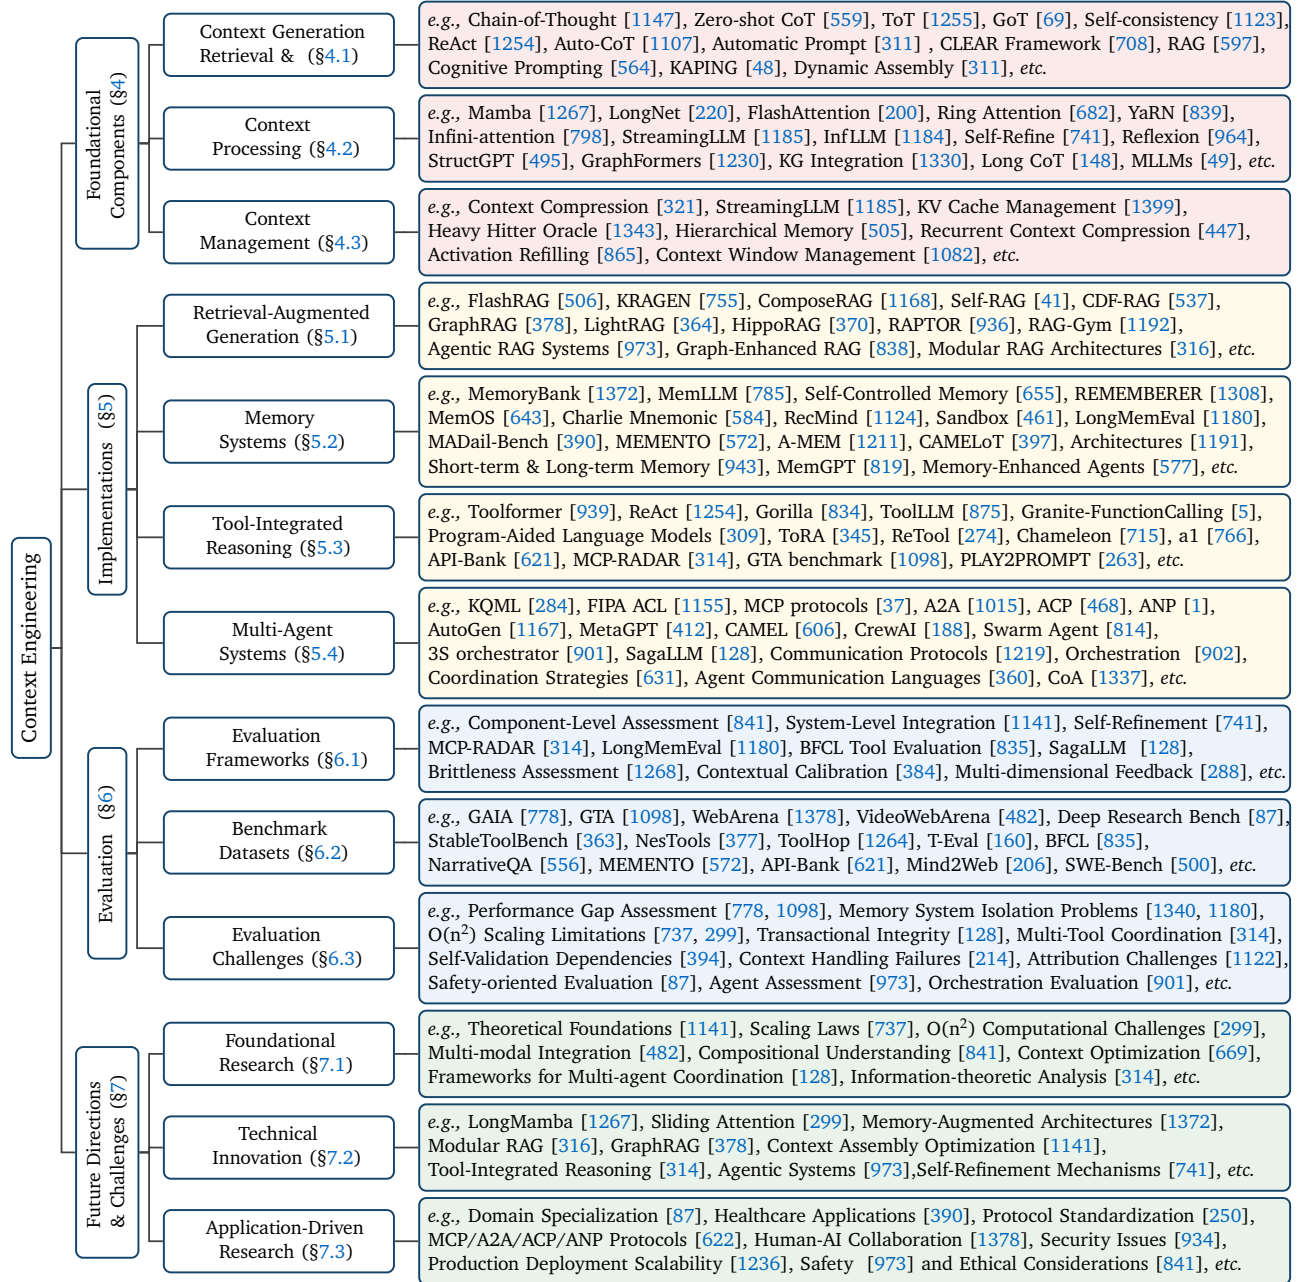 Context Engineering
Foundational
Components (§4)
Context Generation
Retrieval & (§4.1)
e.g., Chain-of-Thought [1147], Zero-shot CoT [559], ToT [1255], GoT [69], Self-consistency [1123],
ReAct [1254], Auto-CoT [1107], Automatic Prompt [311] , CLEAR Framework [708], RAG [597],
Cognitive Prompting [564], KAPING [48], Dynamic Assembly [311], etc.
Context
Processing (§4.2)
e.g., Mamba [1267], LongNet [220], FlashAttention [200], Ring Attention [682], YaRN [839],
Infini-attention [798], StreamingLLM [1185], InfLLM [1184], Self-Refine [741], Reflexion [964],
StructGPT [495], GraphFormers [1230], KG Integration [1330], Long CoT [148], MLLMs [49], etc.
Context
Management (§4.3)
e.g., Context Compression [321], StreamingLLM [1185], KV Cache Management [1399],
Heavy Hitter Oracle [1343], Hierarchical Memory [505], Recurrent Context Compression [447],
Activation Refilling [865], Context Window Management [1082], etc.
Implementations (§5)
Retrieval-Augmented
Generation (§5.1)
e.g., FlashRAG [506], KRAGEN [755], ComposeRAG [1168], Self-RAG [41], CDF-RAG [537],
GraphRAG [378], LightRAG [364], HippoRAG [370], RAPTOR [936], RAG-Gym [1192],
Agentic RAG Systems [973], Graph-Enhanced RAG [838], Modular RAG Architectures [316], etc.
Memory
Systems (§5.2)
e.g., MemoryBank [1372], MemLLM [785], Self-Controlled Memory [655], REMEMBERER [1308],
MemOS [643], Charlie Mnemonic [584], RecMind [1124], Sandbox [461], LongMemEval [1180],
MADail-Bench [390], MEMENTO [572], A-MEM [1211], CAMELoT [397], Architectures [1191],
Short-term & Long-term Memory [943], MemGPT [819], Memory-Enhanced Agents [577], etc.
Tool-Integrated
Reasoning (§5.3)
e.g., Toolformer [939], ReAct [1254], Gorilla [834], ToolLLM [875], Granite-FunctionCalling [5],
Program-Aided Language Models [309], ToRA [345], ReTool [274], Chameleon [715], a1 [766],
API-Bank [621], MCP-RADAR [314], GTA benchmark [1098], PLAY2PROMPT [263], etc.
Multi-Agent
Systems (§5.4)
e.g., KQML [284], FIPA ACL [1155], MCP protocols [37], A2A [1015], ACP [468], ANP [1],
AutoGen [1167], MetaGPT [412], CAMEL [606], CrewAI [188], Swarm Agent [814],
3S orchestrator [901], SagaLLM [128], Communication Protocols [1219], Orchestration [902],
Coordination Strategies [631], Agent Communication Languages [360], CoA [1337], etc.
Evaluation (§6)
Evaluation
Frameworks (§6.1)
e.g., Component-Level Assessment [841], System-Level Integration [1141], Self-Refinement [741],
MCP-RADAR [314], LongMemEval [1180], BFCL Tool Evaluation [835], SagaLLM [128],
Brittleness Assessment [1268], Contextual Calibration [384], Multi-dimensional Feedback [288], etc.
Benchmark
Datasets (§6.2)
e.g., GAIA [778], GTA [1098], WebArena [1378], VideoWebArena [482], Deep Research Bench [87],
StableToolBench [363], NesTools [377], ToolHop [1264], T-Eval [160], BFCL [835],
NarrativeQA [556], MEMENTO [572], API-Bank [621], Mind2Web [206], SWE-Bench [500], etc.
Evaluation
Challenges (§6.3)
e.g., Performance Gap Assessment [778, 1098], Memory System Isolation Problems [1340, 1180],
O(n²) Scaling Limitations [737, 299], Transactional Integrity [128], Multi-Tool Coordination [314],
Self-Validation Dependencies [394], Context Handling Failures [214], Attribution Challenges [1122],
Safety-oriented Evaluation [87], Agent Assessment [973], Orchestration Evaluation [901], etc.
Future Directions
& Challenges (§7)
Foundational
Research (§7.1)
e.g., Theoretical Foundations [1141], Scaling Laws [737], O(n²) Computational Challenges [299],
Multi-modal Integration [482], Compositional Understanding [841], Context Optimization [669],
Frameworks for Multi-agent Coordination [128], Information-theoretic Analysis [314], etc.
Technical
Innovation (§7.2)
e.g., LongMamba [1267], Sliding Attention [299], Memory-Augmented Architectures [1372],
Modular RAG [316], GraphRAG [378], Context Assembly Optimization [1141],
Tool-Integrated Reasoning [314], Agentic Systems [973],Self-Refinement Mechanisms [741], etc.
Application-Driven
Research (§7.3)
e.g., Domain Specialization [87], Healthcare Applications [390], Protocol Standardization [250],
MCP/A2A/ACP/ANP Protocols [622], Human-AI Collaboration [1378], Security Issues [934],
Production Deployment Scalability [1236], Safety [973] and Ethical Considerations [841], etc.